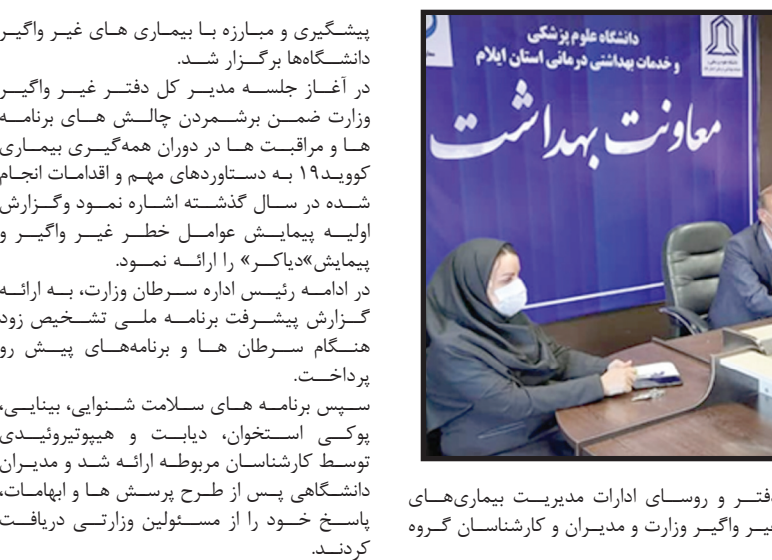 دانشگاه علوم پزشکی
و خدمات بهداشتی درمانی استان ایلام
معاونت بهداشت
دفتر و روسای ادارات مدیریت بیماری‌های
غیر واگیر وزارت و مدیران و کارشناسان گروه
پیشگیری و مبارزه با بیماری های غیر واگیر
دانشگاه‌ها برگزار شد.
در آغاز جلسه مدیر کل دفتر غیر واگیر
وزارت ضمن برشمردن چالش های برنامه
ها و مراقبت ها در دوران همه‌گیری بیماری
کووید۱۹ به دستاوردهای مهم و اقدامات انجام
شده در سال گذشته اشاره نمود وگزارش
اولیه پیمایش عوامل خطر غیر واگیر و
پیمایش»دیاکر» را ارائه نمود.
در ادامه رئیس اداره سرطان وزارت، به ارائه
گزارش پیشرفت برنامه ملی تشخیص زود
هنگام سرطان ها و برنامه‌های پیش رو
پرداخت.
سپس برنامه های سلامت شنوایی، بینایی،
پوکی استخوان، دیابت و هیپوتیروئیدی
توسط کارشناسان مربوطه ارائه شد و مدیران
دانشگاهی پس از طرح پرسش ها و ابهامات،
پاسخ خود را از مسئولین وزارتی دریافت
کردند.